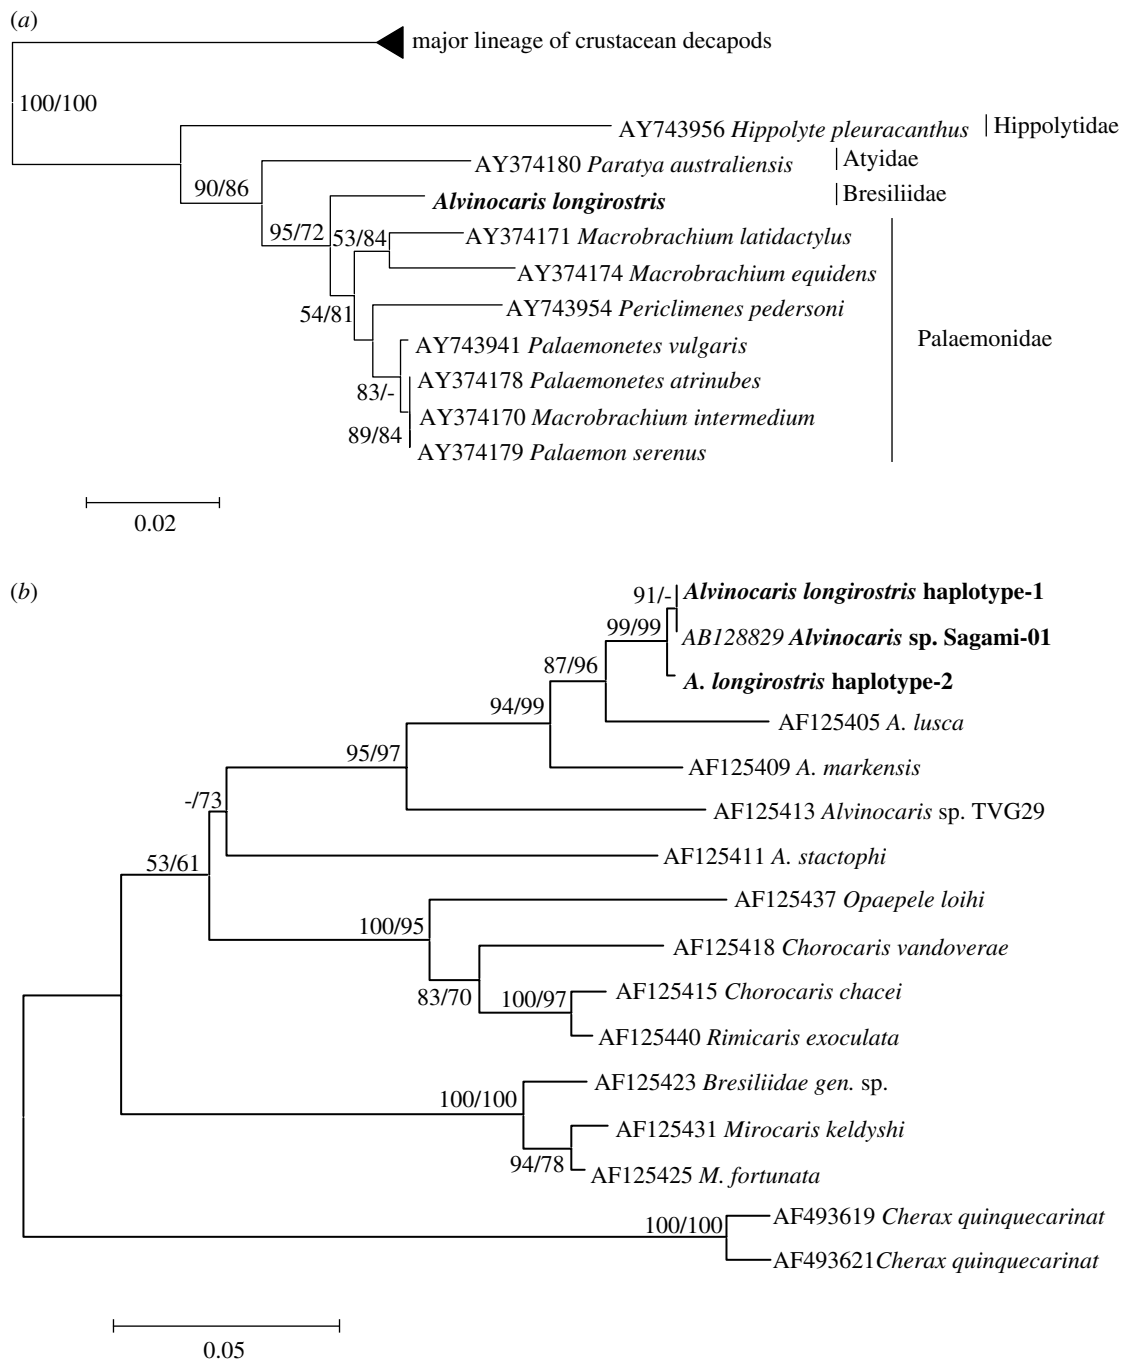 (a)
major lineage of crustacean decapods
100/100
AY743956 Hippolyte pleuracanthus
Hippolytidae
AY374180 Paratya australiensis
Atyidae
90/86
Alvinocaris longirostris
Bresiliidae
95/72
53/84
AY374171 Macrobrachium latidactylus
AY374174 Macrobrachium equidens
54/81
AY743954 Periclimenes pedersoni
Palaemonidae
AY743941 Palaemonetes vulgaris
AY374178 Palaemonetes atrinubes
83/-
AY374170 Macrobrachium intermedium
89/84
AY374179 Palaemon serenus
0.02
(b)
91/-
Alvinocaris longirostris haplotype-1
99/99
AB128829 Alvinocaris sp. Sagami-01
87/96
A. longirostris haplotype-2
94/99
AF125405 A. lusca
95/97
AF125409 A. markensis
-/73
AF125413 Alvinocaris sp. TVG29
53/61
AF125411 A. stactophi
AF125437 Opaepele loihi
100/95
AF125418 Chorocaris vandoverae
83/70
100/97
AF125415 Chorocaris chacei
AF125440 Rimicaris exoculata
AF125423 Bresiliidae gen. sp.
100/100
AF125431 Mirocaris keldyshi
94/78
AF125425 M. fortunata
AF493619 Cherax quinquecarinat
100/100
AF493621Cherax quinquecarinat
0.05